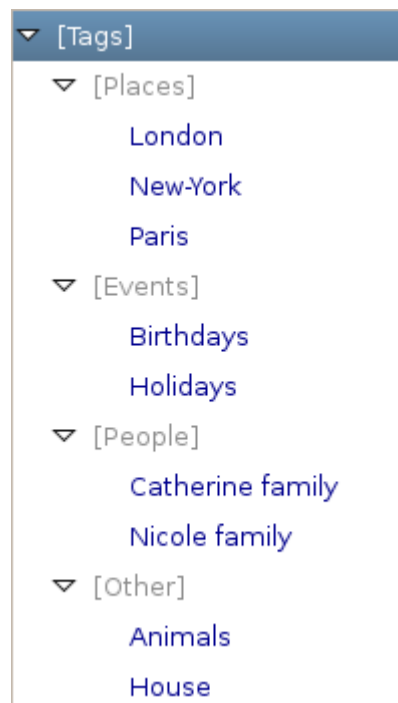 [Tags]
[Places]
London
New-York
Paris
[Events]
Birthdays
Holidays
[People]
Catherine family
Nicole family
[Other]
Animals
House